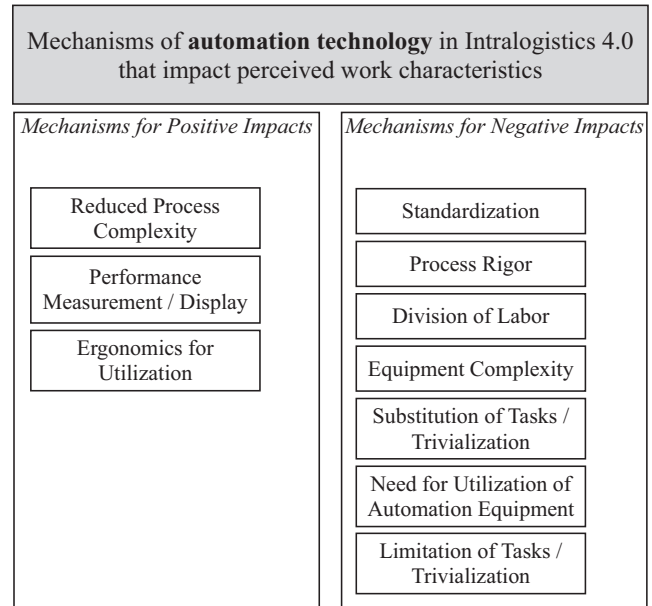 Mechanisms of automation technology in Intralogistics 4.0
that impact perceived work characteristics
Mechanisms for Positive Impacts
Reduced Process
Complexity
Performance
Measurement / Display
Ergonomics for
Utilization
Mechanisms for Negative Impacts
Standardization
Process Rigor
Division of Labor
Equipment Complexity
Substitution of Tasks /
Trivialization
Need for Utilization of
Automation Equipment
Limitation of Tasks /
Trivialization